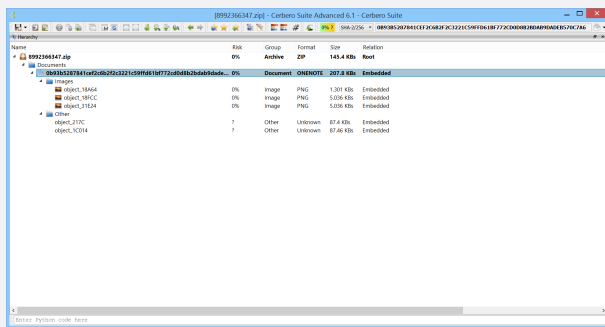 [8992366347.zip] - Cerbero Suite Advanced 6.1 - Cerbero Suite
0% ? SHA-2/256 0B93B5287841CEF2C6B2F2C3221C59FFD61BF772CD0D8B2BDAB9DADEB570C7A6
Hierarchy
Name Risk Group Format Size Relation
8992366347.zip 0% Archive ZIP 145.4 KBs Root
Documents
0b93b5287841cef2c6b2f2c3221c59ffd61bf772cd0d8b2bdab9dade... 0% Document ONENOTE 207.8 KBs Embedded
Images
object_18A64 0% Image PNG 1.301 KBs Embedded
object_18FCC 0% Image PNG 5.036 KBs Embedded
object_31E24 0% Image PNG 5.036 KBs Embedded
Other
object_217C ? Other Unknown 87.4 KBs Embedded
object_1C014 ? Other Unknown 87.46 KBs Embedded
Enter Python code here